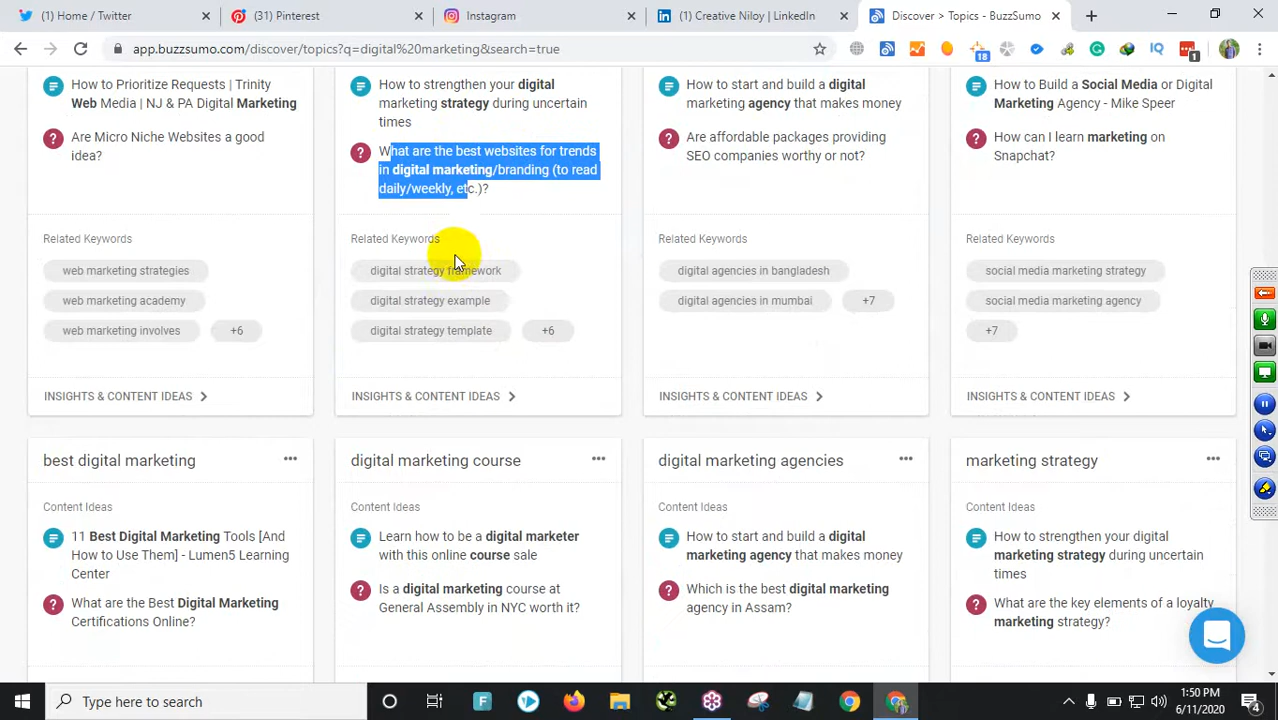 (1) Home / Twitter
(31) Pinterest
Instagram
(1) Creative Niloy | LinkedIn
Discover > Topics - BuzzSumo
app.buzzsumo.com/discover/topics?q=digital%20marketing&search=true
18
1
How to Prioritize Requests | Trinity
Web Media | NJ & PA Digital Marketing
Are Micro Niche Websites a good
idea?
Related Keywords
web marketing strategies
web marketing academy
web marketing involves
+6
INSIGHTS & CONTENT IDEAS
How to strengthen your digital
marketing strategy during uncertain
times
What are the best websites for trends
in digital marketing/branding (to read
daily/weekly, etc.)?
Related Keywords
digital strategy framework
digital strategy example
digital strategy template
+6
INSIGHTS & CONTENT IDEAS
How to start and build a digital
marketing agency that makes money
Are affordable packages providing
SEO companies worthy or not?
Related Keywords
digital agencies in bangladesh
digital agencies in mumbai
+7
INSIGHTS & CONTENT IDEAS
How to Build a Social Media or Digital
Marketing Agency - Mike Speer
How can I learn marketing on
Snapchat?
Related Keywords
social media marketing strategy
social media marketing agency
+7
INSIGHTS & CONTENT IDEAS
best digital marketing
Content Ideas
11 Best Digital Marketing Tools [And
How to Use Them] - Lumen5 Learning
Center
What are the Best Digital Marketing
Certifications Online?
digital marketing course
Content Ideas
Learn how to be a digital marketer
with this online course sale
Is a digital marketing course at
General Assembly in NYC worth it?
digital marketing agencies
Content Ideas
How to start and build a digital
marketing agency that makes money
Which is the best digital marketing
agency in Assam?
marketing strategy
Content Ideas
How to strengthen your digital
marketing strategy during uncertain
times
What are the key elements of a loyalty
marketing strategy?
Type here to search
1:50 PM
6/11/2020
4